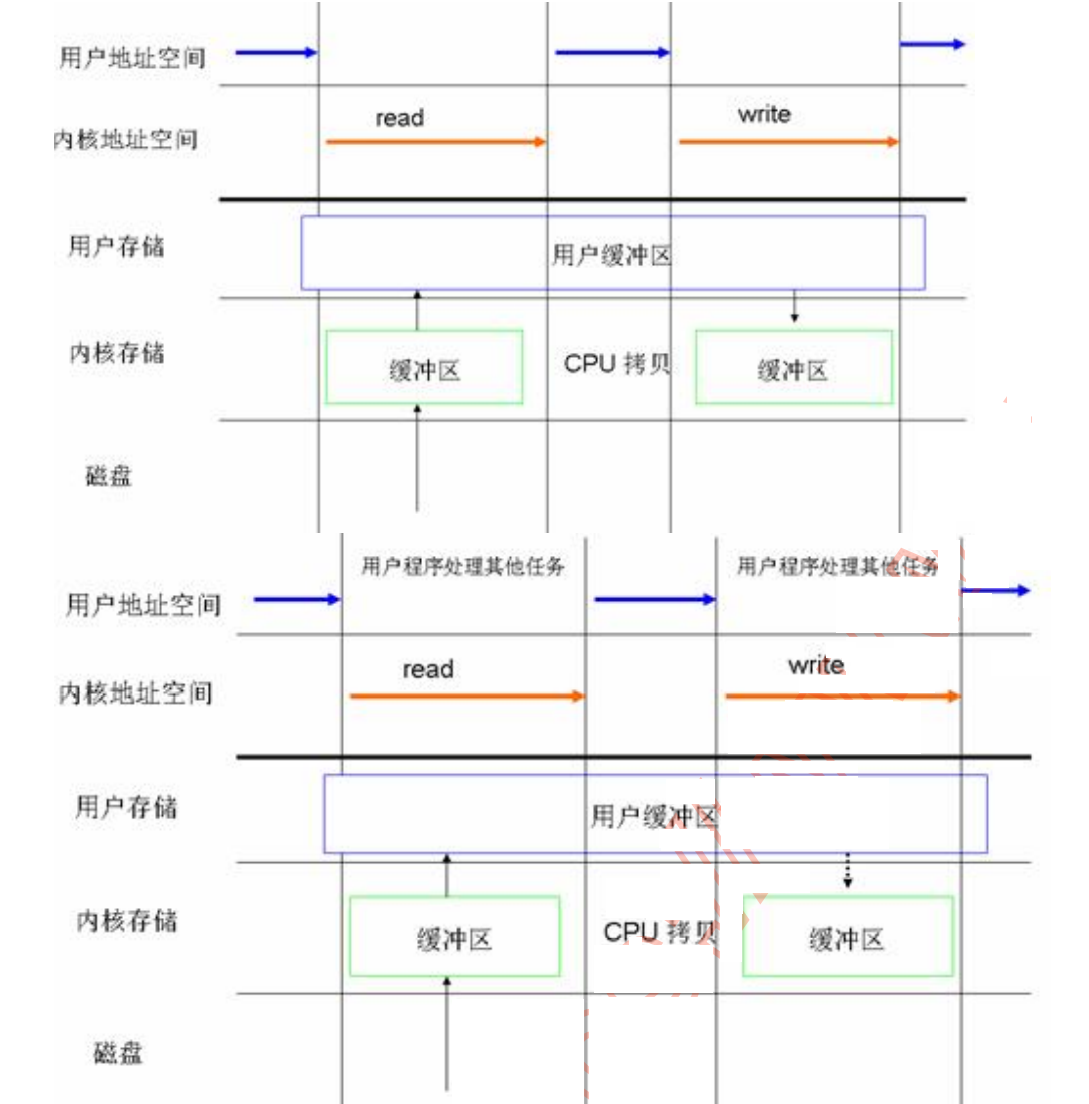 用户地址空间
read
write
内核地址空间
用户存储
用户缓冲区
内核存储
缓冲区
CPU 拷贝
缓冲区
磁盘
用户程序处理其他任务
用户程序处理其他任务
用户地址空间
read
write
内核地址空间
用户存储
用户缓冲区
内核存储
缓冲区
CPU 拷贝
缓冲区
磁盘